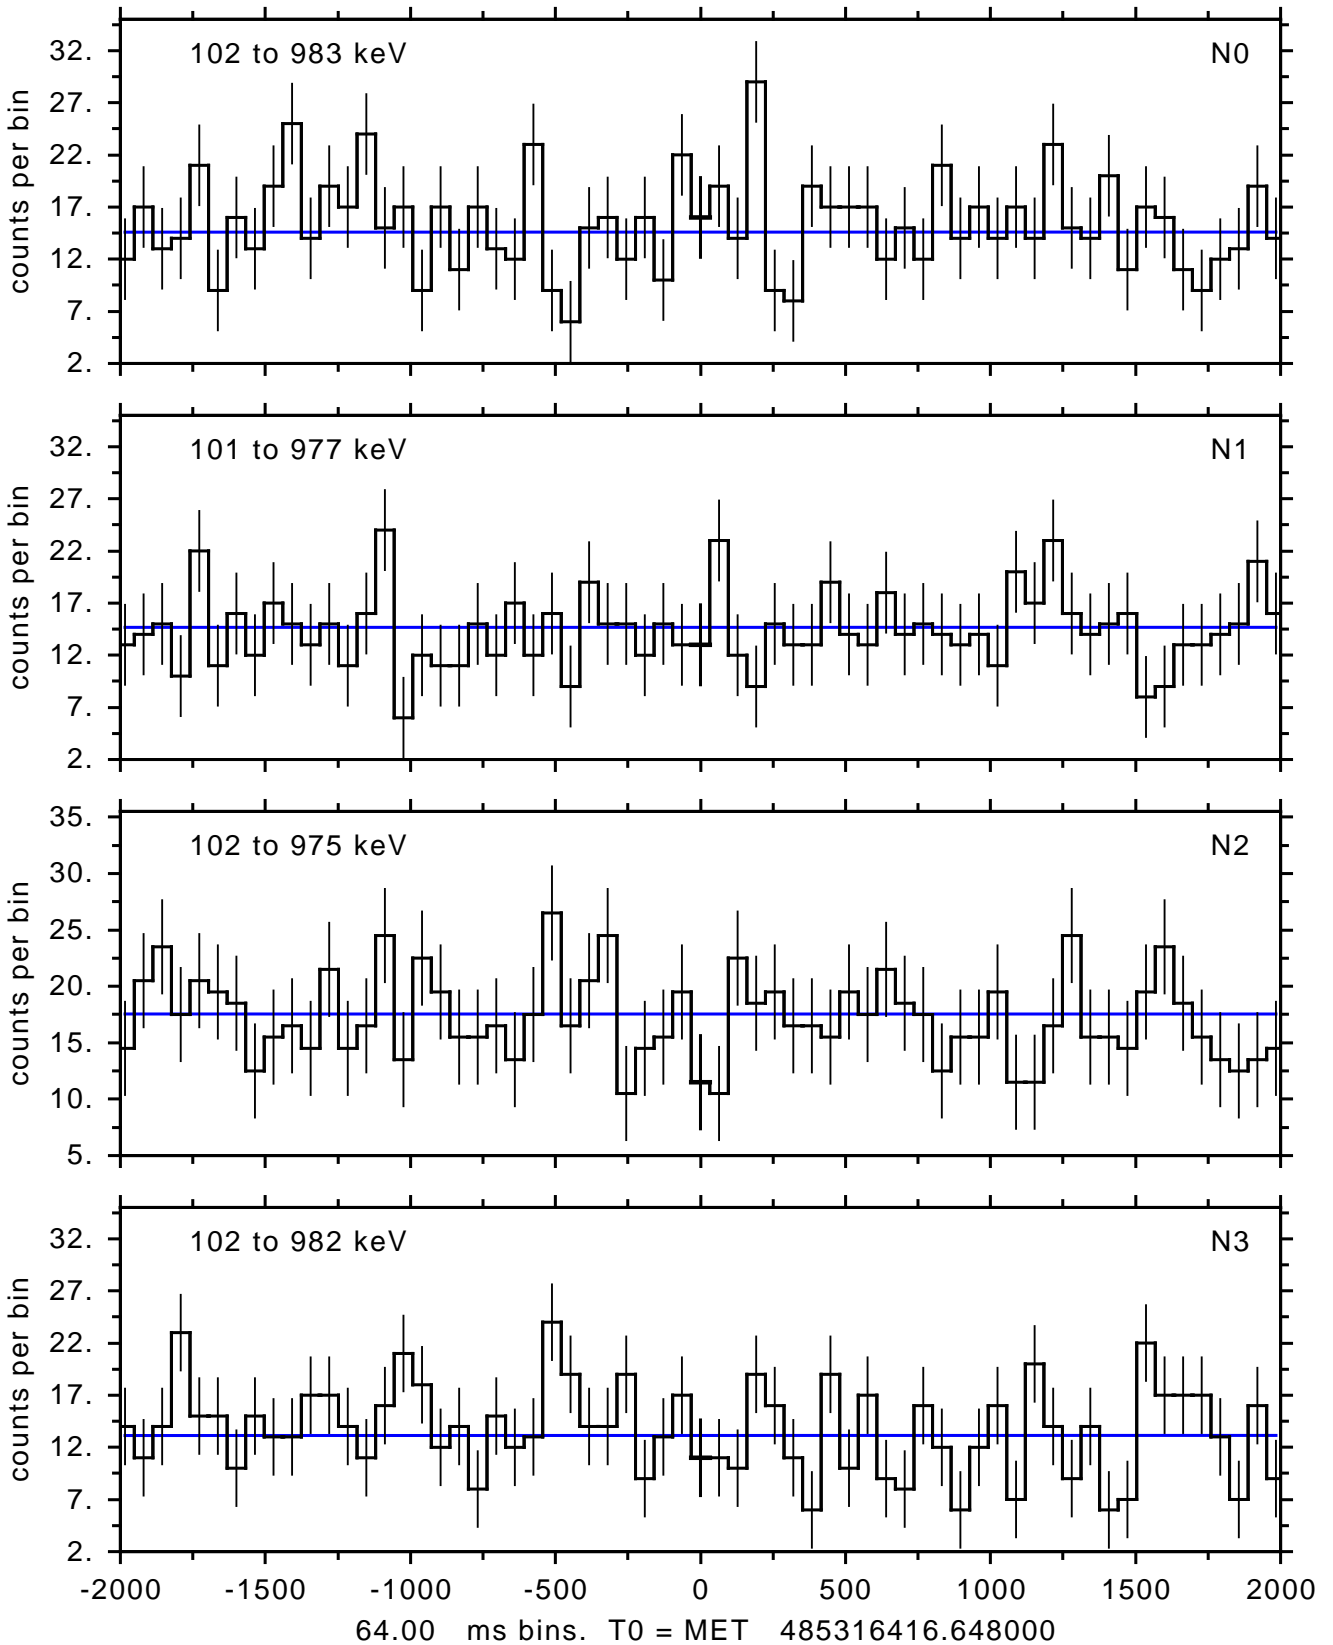 102 to 983 keV N0
32.
27.
22.
17.
12.
7.
2.
counts per bin
101 to 977 keV N1
32.
27.
22.
17.
12.
7.
2.
counts per bin
102 to 975 keV N2
35.
30.
25.
20.
15.
10.
5.
counts per bin
102 to 982 keV N3
32.
27.
22.
17.
12.
7.
2.
counts per bin
-2000 -1500 -1000 -500 0 500 1000 1500 2000
64.00 ms bins. T0 = MET 485316416.648000